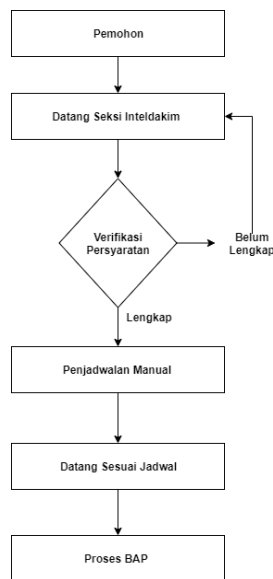 Pemohon
Datang Seksi Inteldakim
Verifikasi
Persyaratan
Belum
Lengkap
Lengkap
Penjadwalan Manual
Datang Sesuai Jadwal
Proses BAP